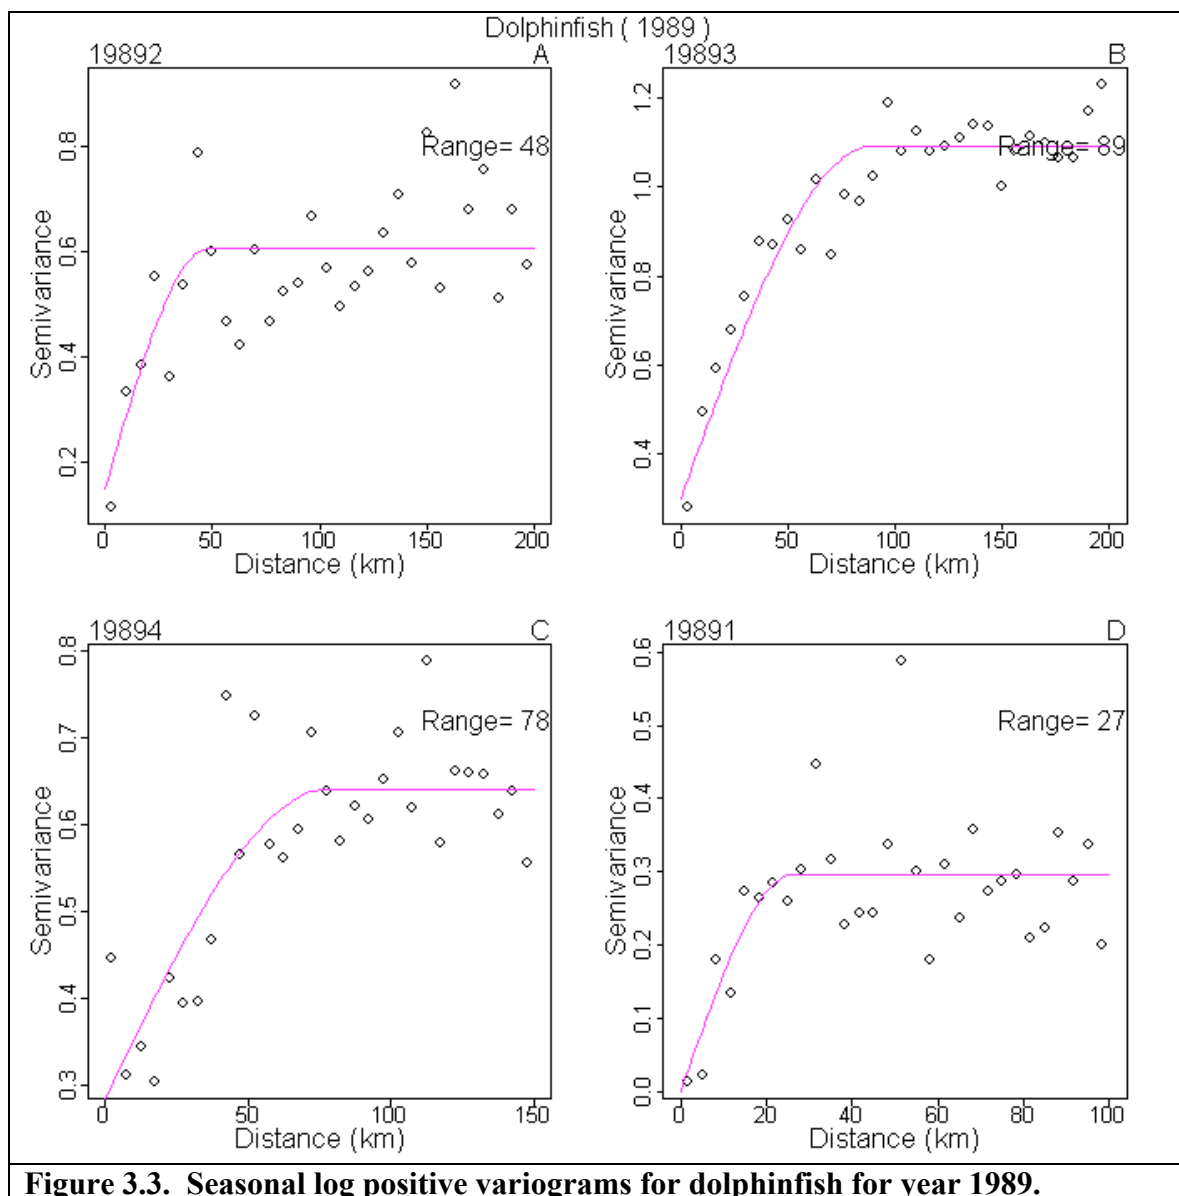 Dolphinfish ( 1989 )
19892 A
Range= 48
Semivariance
0.2 0.4 0.6 0.8
0 50 100 150 200
Distance (km)
19893 B
Range= 89
Semivariance
0.4 0.6 0.8 1.0 1.2
0 50 100 150 200
Distance (km)
19894 C
Range= 78
Semivariance
0.3 0.4 0.5 0.6 0.7 0.8
0 50 100 150
Distance (km)
19891 D
Range= 27
Semivariance
0.0 0.1 0.2 0.3 0.4 0.5 0.6
0 20 40 60 80 100
Distance (km)
Figure 3.3. Seasonal log positive variograms for dolphinfish for year 1989.